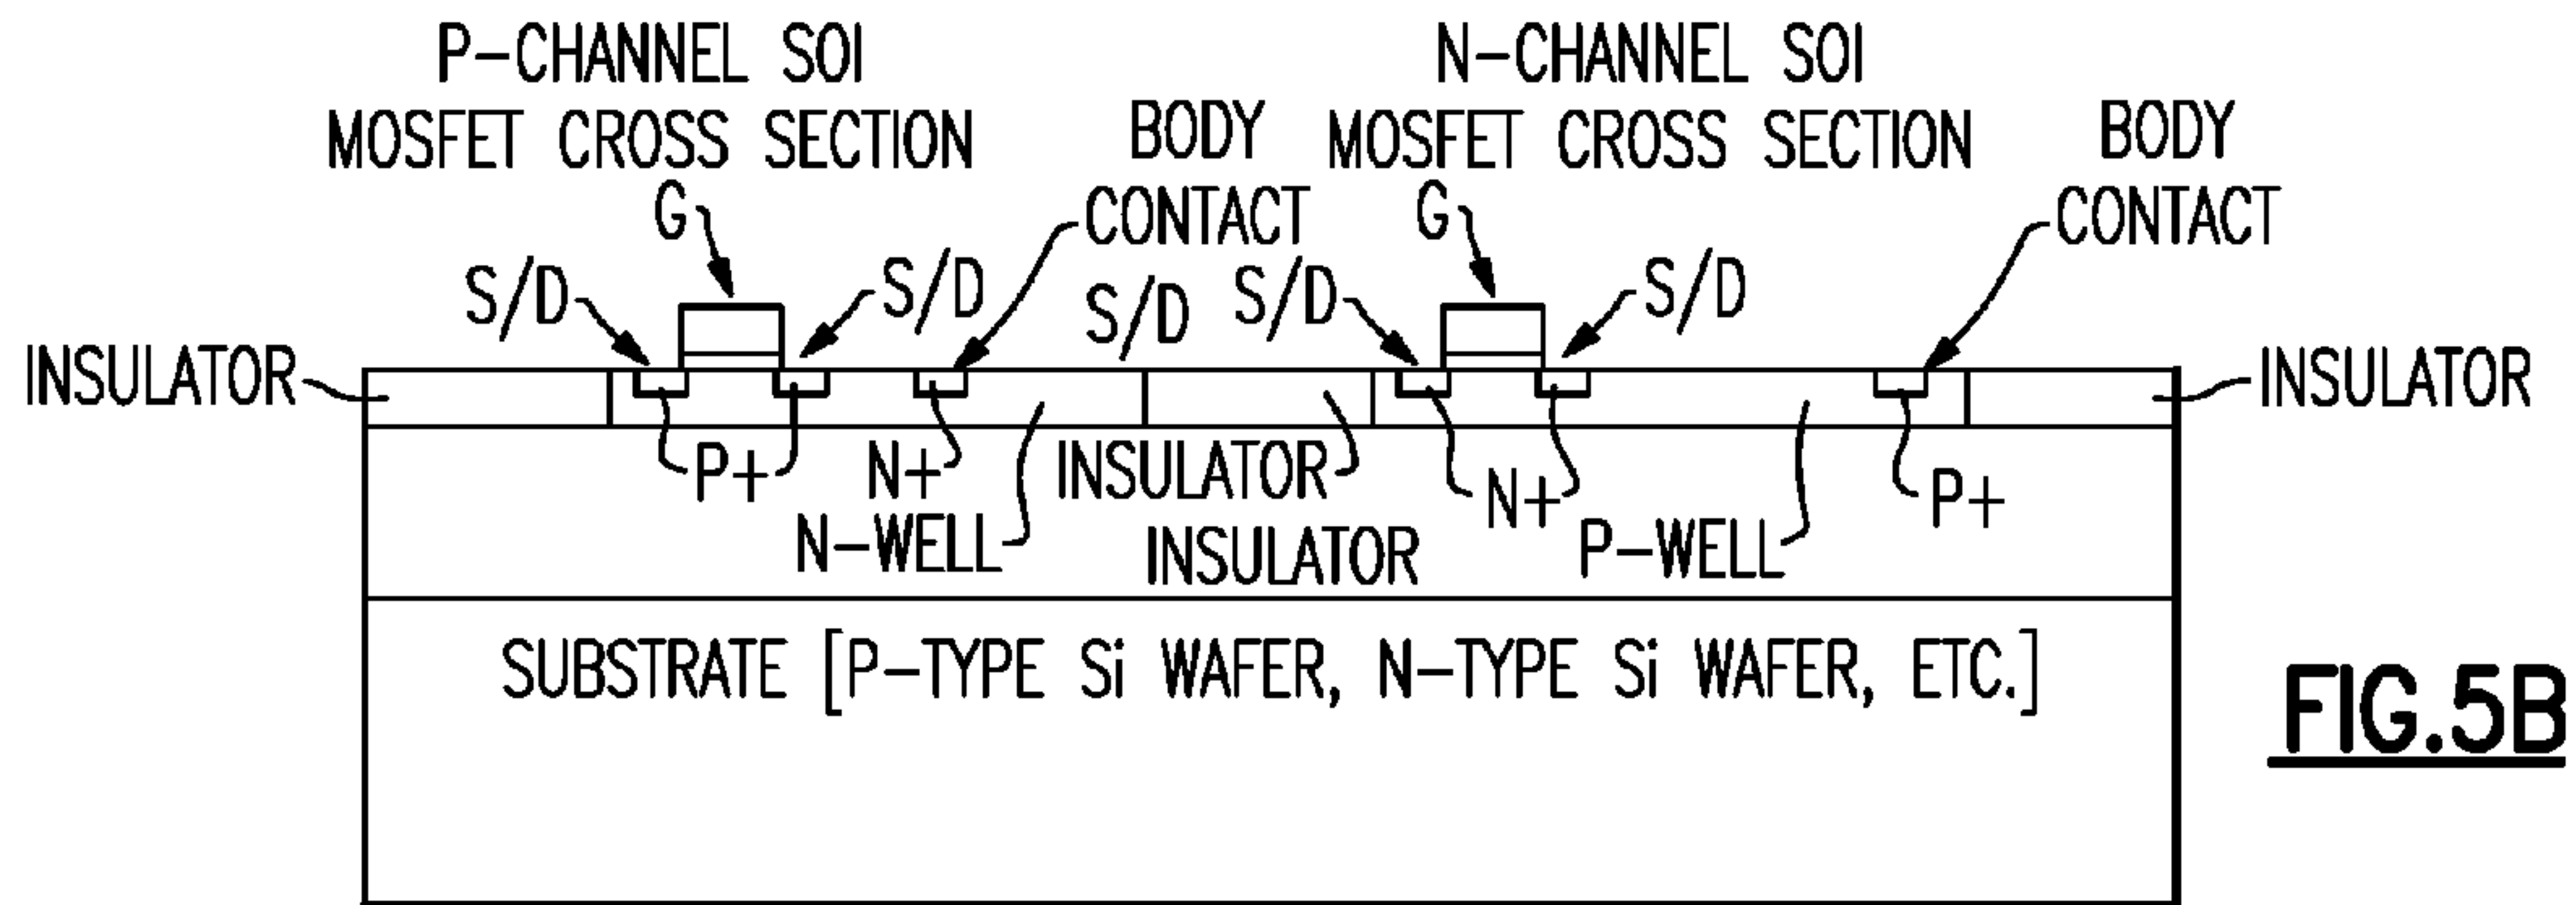 P-CHANNEL SOI
MOSFET CROSS SECTION
N-CHANNEL SOI
MOSFET CROSS SECTION
BODY
CONTACT
BODY
CONTACT
G
G
S/D
S/D
S/D
S/D
S/D
INSULATOR
INSULATOR
P+
N+
INSULATOR
N+
P+
N-WELL
INSULATOR
P-WELL
SUBSTRATE [P-TYPE Si WAFER, N-TYPE Si WAFER, ETC.]
FIG.5B